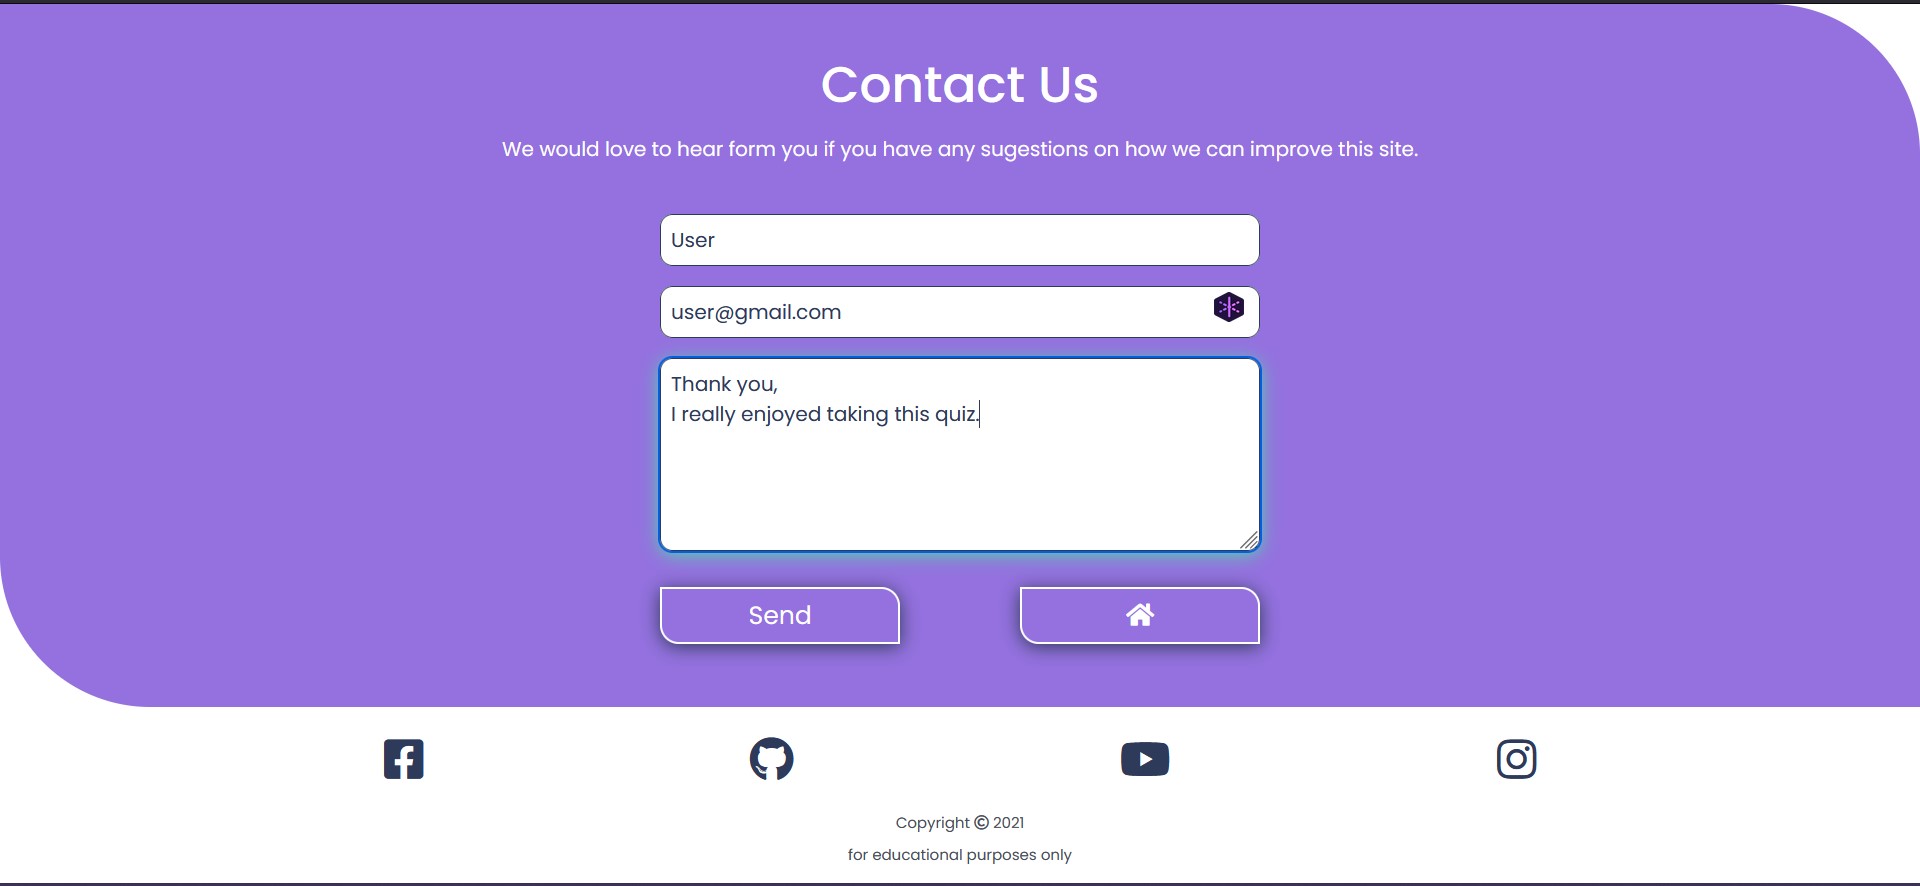 Contact Us
We would love to hear form you if you have any sugestions on how we can improve this site.
User
user@gmail.com
Thank you,
I really enjoyed taking this quiz.
Send
Copyright © 2021
for educational purposes only